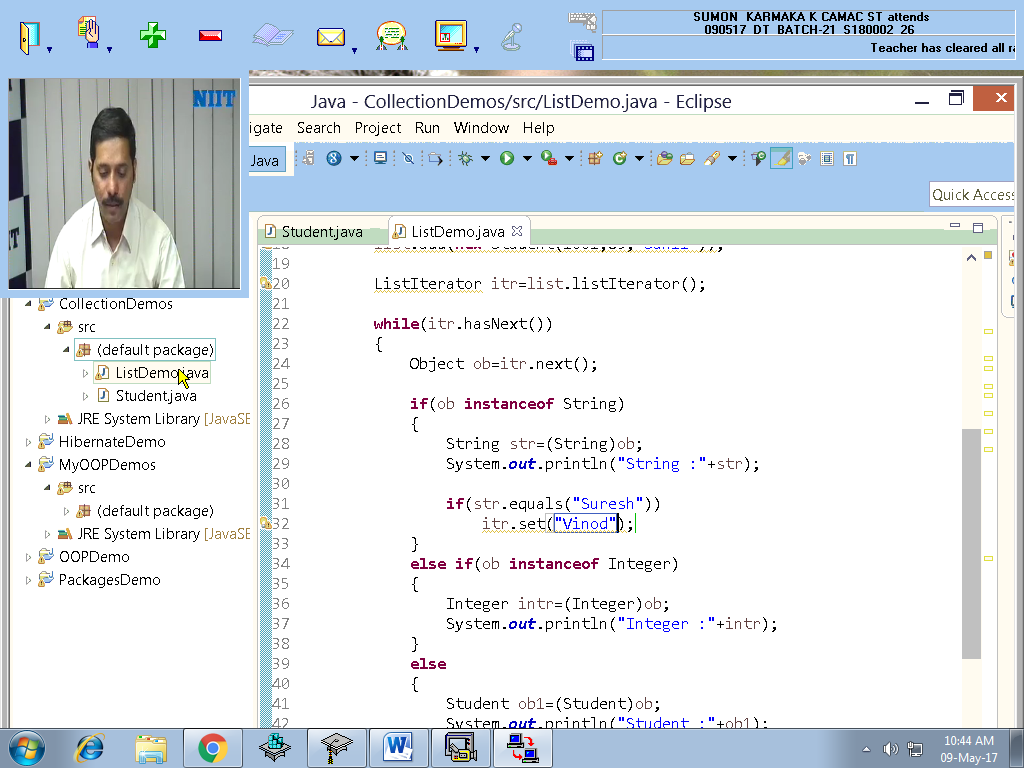 SUMON KARMAKA K CAMAC ST attends
090517 DT BATCH-21 S180002 26
Teacher has cleared all ra
NIIT
Java - CollectionDemos/src/ListDemo.java - Eclipse
igate Search Project Run Window Help
Java
Quick Access
Student.java
ListDemo.java
CollectionDemos
src
(default package)
ListDemo.java
Student.java
JRE System Library [JavaSE
HibernateDemo
MyOOPDemos
src
(default package)
JRE System Library [JavaSE
OOPDemo
PackagesDemo
19
20 ListIterator itr=list.listIterator();
21
22 while(itr.hasNext())
23 {
24 Object ob=itr.next();
25
26 if(ob instanceof String)
27 {
28 String str=(String)ob;
29 System.out.println("String :"+str);
30
31 if(str.equals("Suresh"))
32 itr.set("Vinod");
33 }
34 else if(ob instanceof Integer)
35 {
36 Integer intr=(Integer)ob;
37 System.out.println("Integer :"+intr);
38 }
39 else
40 {
41 Student ob1=(Student)ob;
42 System.out.println("Student :"+ob1);
10:44 AM
09-May-17